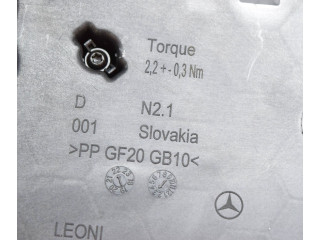 Torque
2,2 +- 0,3 Nm
D N2.1
001 Slovakia
>PP GF20 GB10<
LEONI